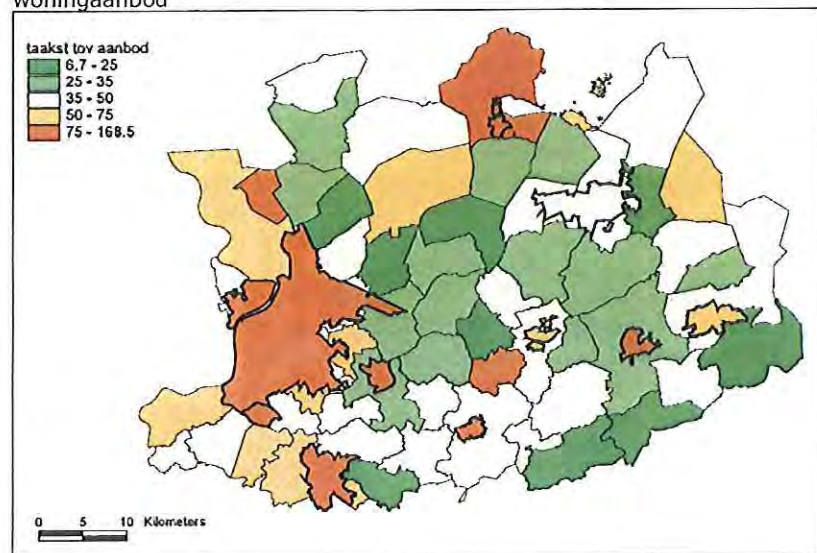 woningaanbod
taakst tov aanbod
6,7 - 25
25 - 35
35 - 50
50 - 75
75 - 168.5
0 5 10 Kilometers